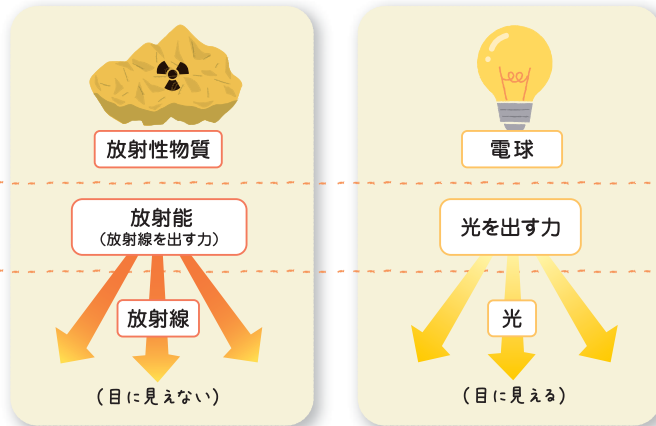 放射性物質
放射能
（放射線を出す力）
放射線
（目に見えない）
電球
光を出す力
光
（目に見える）